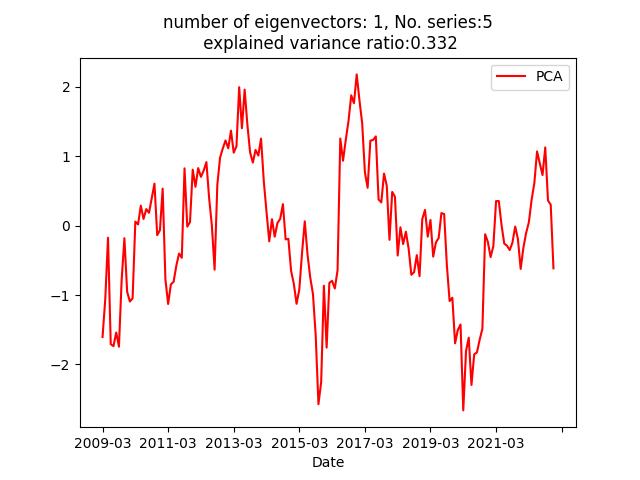 number of eigenvectors: 1, No. series:5
explained variance ratio:0.332
PCA
2
1
0
−1
−2
2009-03 2011-03 2013-03 2015-03 2017-03 2019-03 2021-03
Date